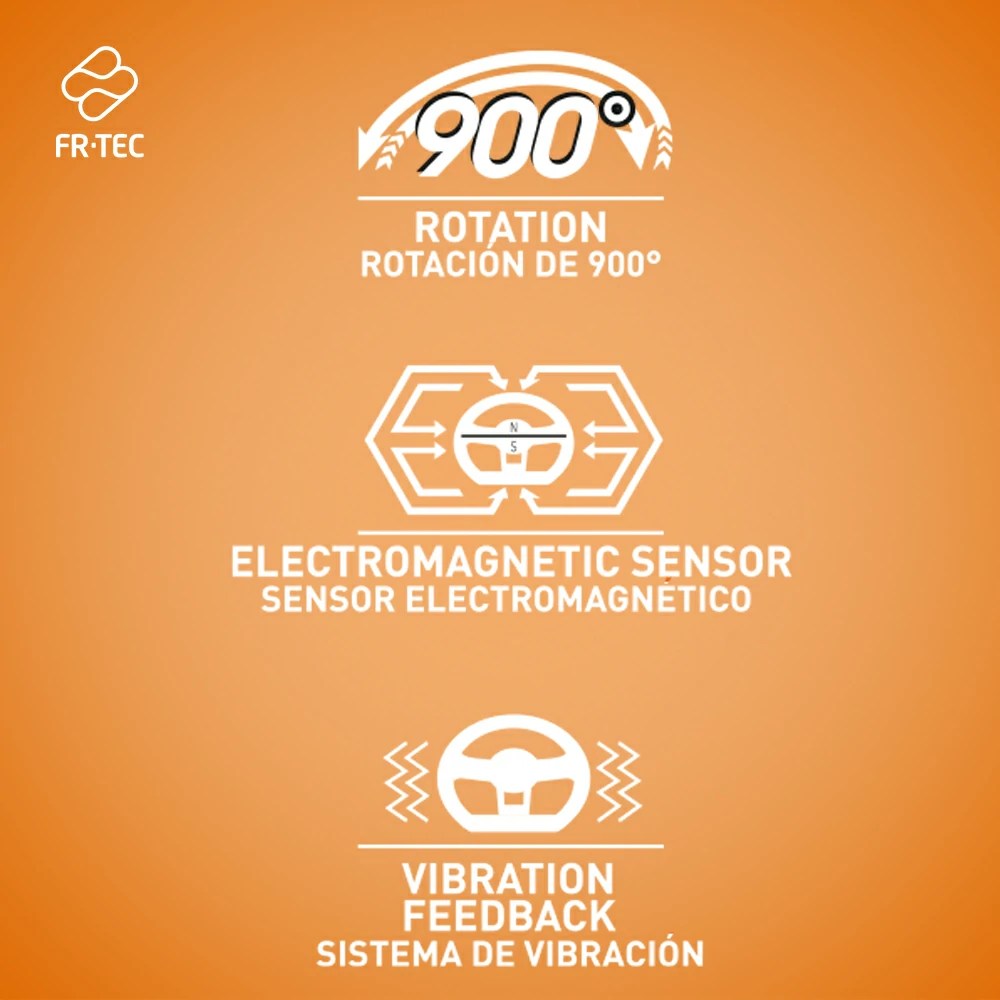 FR·TEC
900°
ROTATION
ROTACIÓN DE 900°
N
S
ELECTROMAGNETIC SENSOR
SENSOR ELECTROMAGNÉTICO
VIBRATION
FEEDBACK
SISTEMA DE VIBRACIÓN